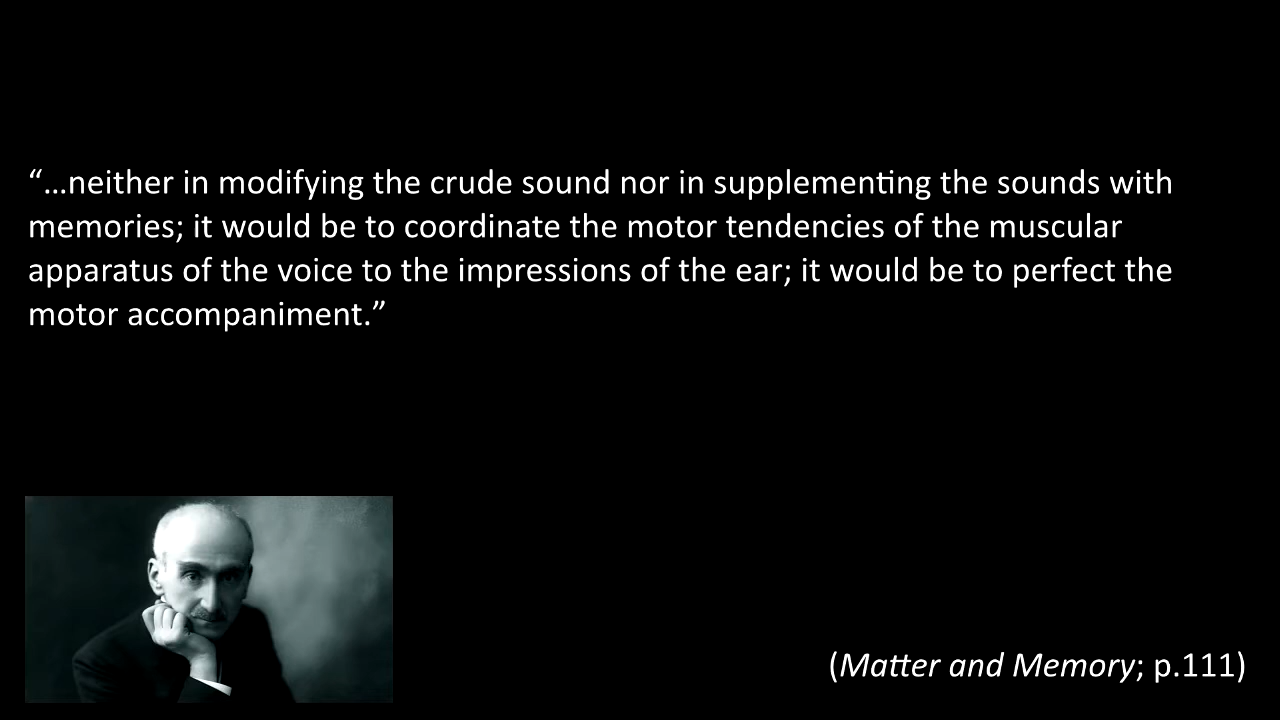 “…neither in modifying the crude sound nor in supplementing the sounds with
memories; it would be to coordinate the motor tendencies of the muscular
apparatus of the voice to the impressions of the ear; it would be to perfect the
motor accompaniment.”
(Matter and Memory; p.111)